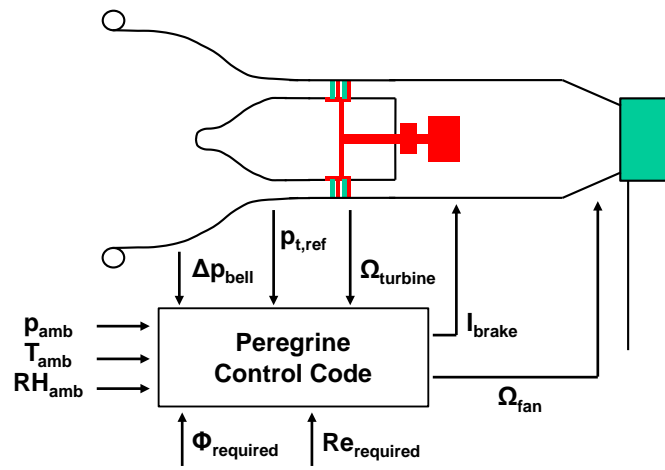 p_t,ref
Δp_bell
Ω_turbine
p_amb
T_amb
RH_amb
Peregrine
Control Code
I_brake
Ω_fan
Φ_required
Re_required